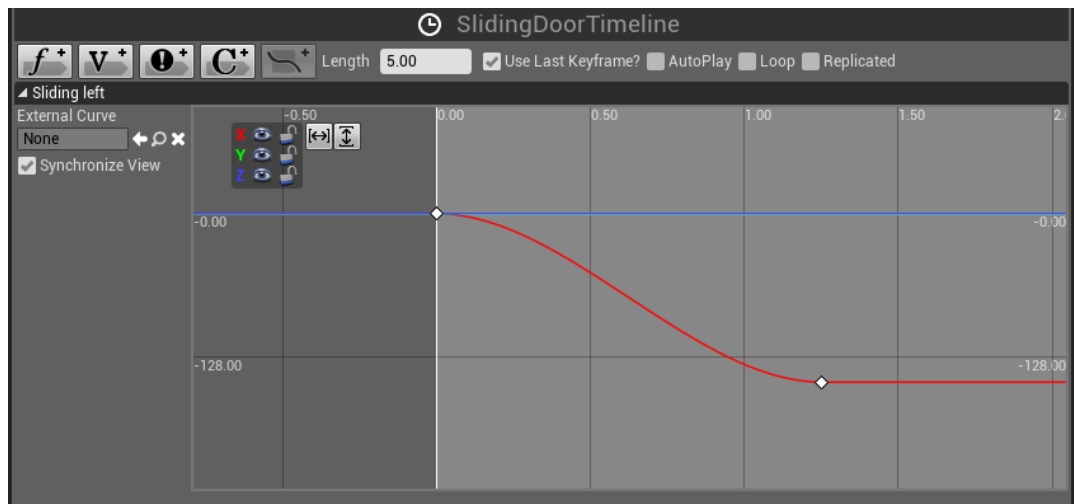 SlidingDoorTimeline
f+ V+ !+ C+ + Length 5.00 Use Last Keyframe? AutoPlay Loop Replicated
Sliding left
External Curve
None
Synchronize View
X
Y
Z
-0.50 0.00 0.50 1.00 1.50 2.
-0.00 -0.00
-128.00 -128.00